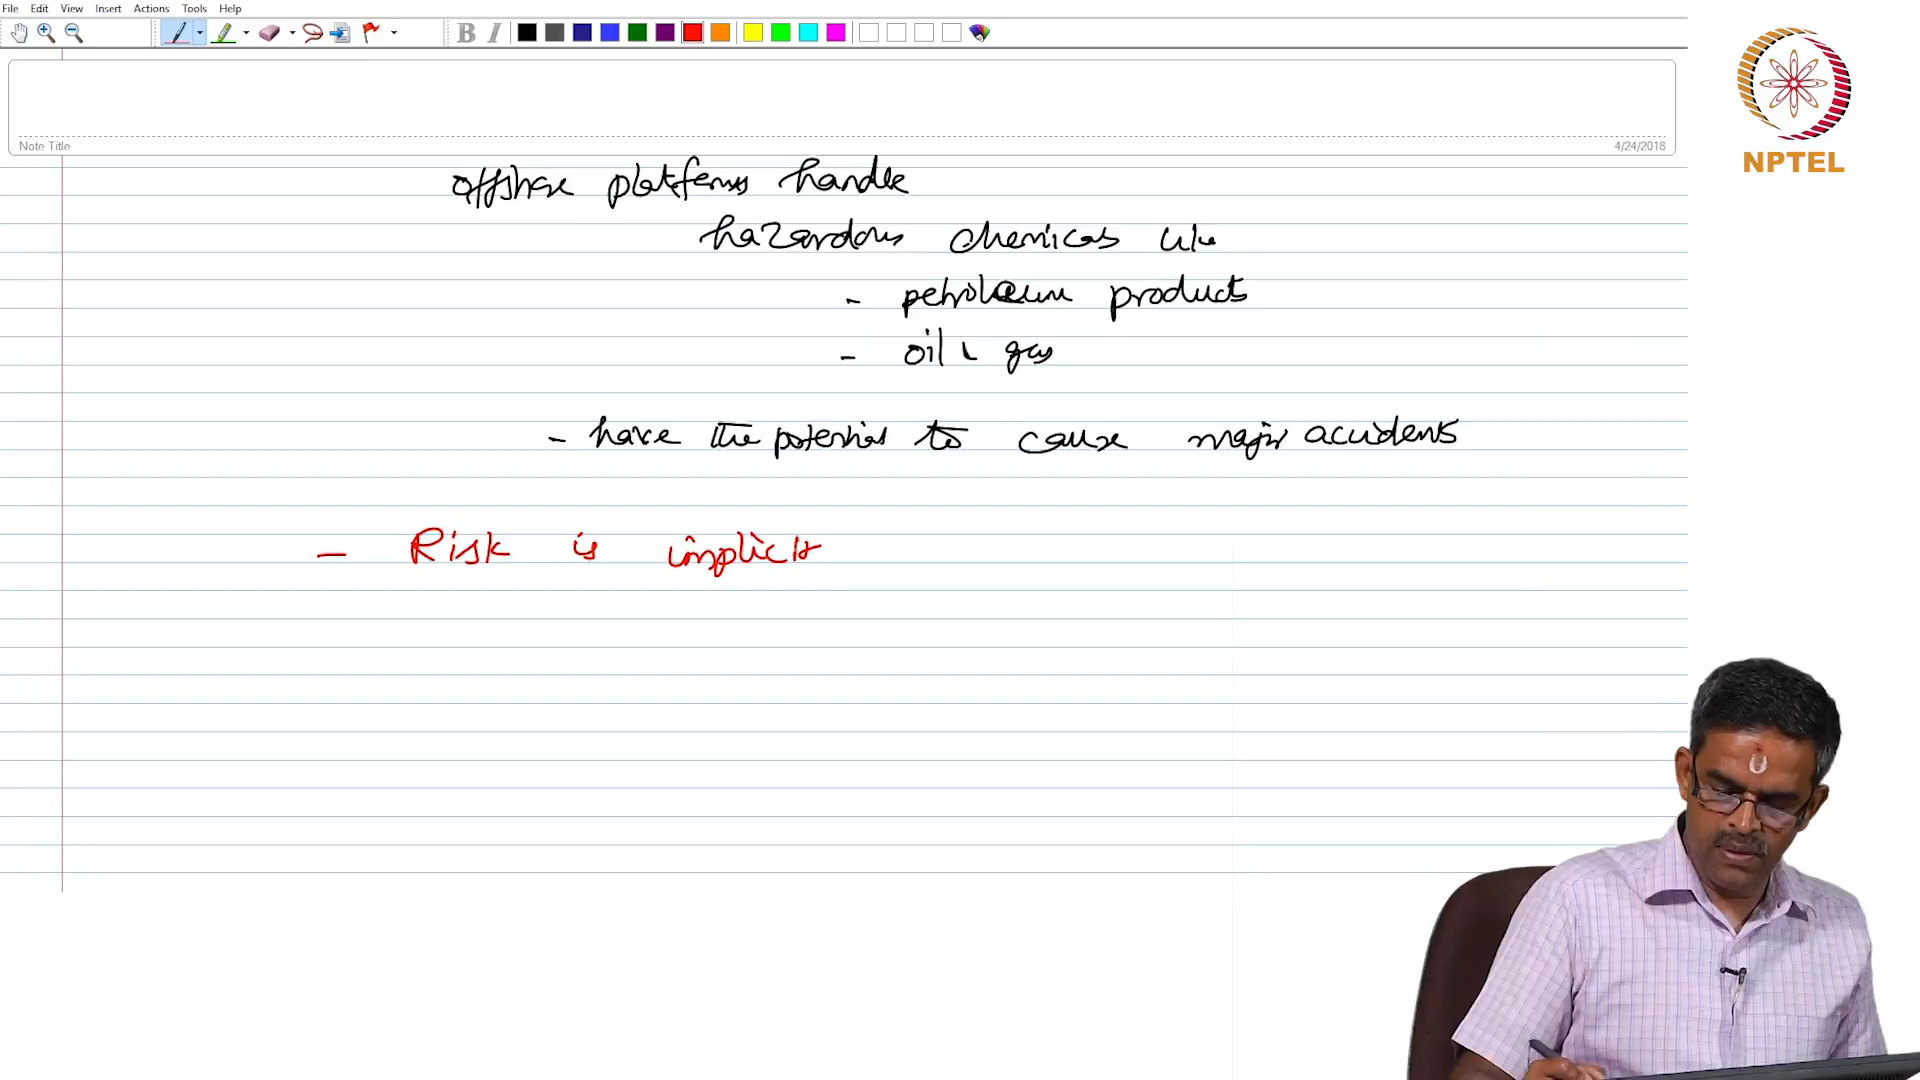 File Edit View Insert Actions Tools Help
B I
Note Title 4/24/2018
NPTEL
offshore platforms handle
hazardous chemicals like
- petroleum products
- oil & gas
- have the potential to cause major accidents
- Risk is implicit